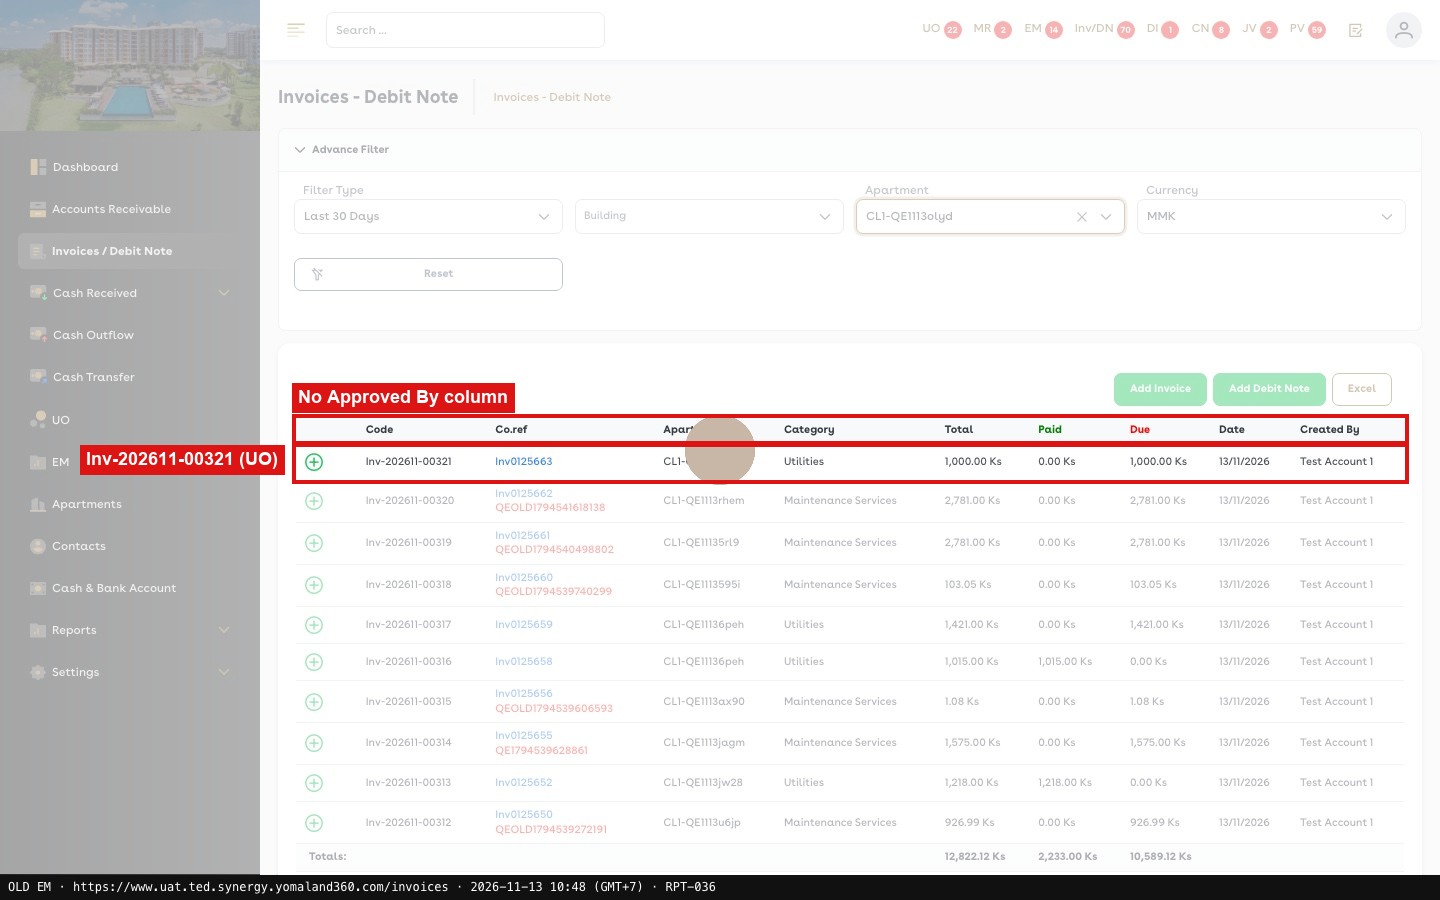 Search ...
UO 22 MR 2 EM 14 Inv/DN 70 DI 1 CN 8 JV 2 PV 59
Invoices - Debit Note
Invoices - Debit Note
Dashboard
Accounts Receivable
Invoices / Debit Note
Cash Received
Cash Outflow
Cash Transfer
UO
EM
Apartments
Contacts
Cash & Bank Account
Reports
Settings
Advance Filter
Filter Type
Last 30 Days
Building
Apartment
CL1-QE1113olyd
Currency
MMK
Reset
Add Invoice Add Debit Note Excel
No Approved By column
Inv-202611-00321 (UO)
Code Co.ref Apar Category Total Paid Due Date Created By
Inv-202611-00321 Inv0125663 CL1- Utilities 1,000.00 Ks 0.00 Ks 1,000.00 Ks 13/11/2026 Test Account 1
Inv-202611-00320 Inv0125662 QEOLD1794541618138 CL1-QE1113rhem Maintenance Services 2,781.00 Ks 0.00 Ks 2,781.00 Ks 13/11/2026 Test Account 1
Inv-202611-00319 Inv0125661 QEOLD1794540498802 CL1-QE11135rl9 Maintenance Services 2,781.00 Ks 0.00 Ks 2,781.00 Ks 13/11/2026 Test Account 1
Inv-202611-00318 Inv0125660 QEOLD1794539740299 CL1-QE1113595i Maintenance Services 103.05 Ks 0.00 Ks 103.05 Ks 13/11/2026 Test Account 1
Inv-202611-00317 Inv0125659 CL1-QE11136peh Utilities 1,421.00 Ks 0.00 Ks 1,421.00 Ks 13/11/2026 Test Account 1
Inv-202611-00316 Inv0125658 CL1-QE11136peh Utilities 1,015.00 Ks 1,015.00 Ks 0.00 Ks 13/11/2026 Test Account 1
Inv-202611-00315 Inv0125656 QEOLD1794539606593 CL1-QE1113ax90 Maintenance Services 1.08 Ks 0.00 Ks 1.08 Ks 13/11/2026 Test Account 1
Inv-202611-00314 Inv0125655 QE1794539628861 CL1-QE1113jagm Maintenance Services 1,575.00 Ks 0.00 Ks 1,575.00 Ks 13/11/2026 Test Account 1
Inv-202611-00313 Inv0125652 CL1-QE1113jw28 Utilities 1,218.00 Ks 1,218.00 Ks 0.00 Ks 13/11/2026 Test Account 1
Inv-202611-00312 Inv0125650 QEOLD1794539272191 CL1-QE1113u6jp Maintenance Services 926.99 Ks 0.00 Ks 926.99 Ks 13/11/2026 Test Account 1
Totals: 12,822.12 Ks 2,233.00 Ks 10,589.12 Ks
OLD EM · https://www.uat.ted.synergy.yomaland360.com/invoices · 2026-11-13 10:48 (GMT+7) · RPT-036